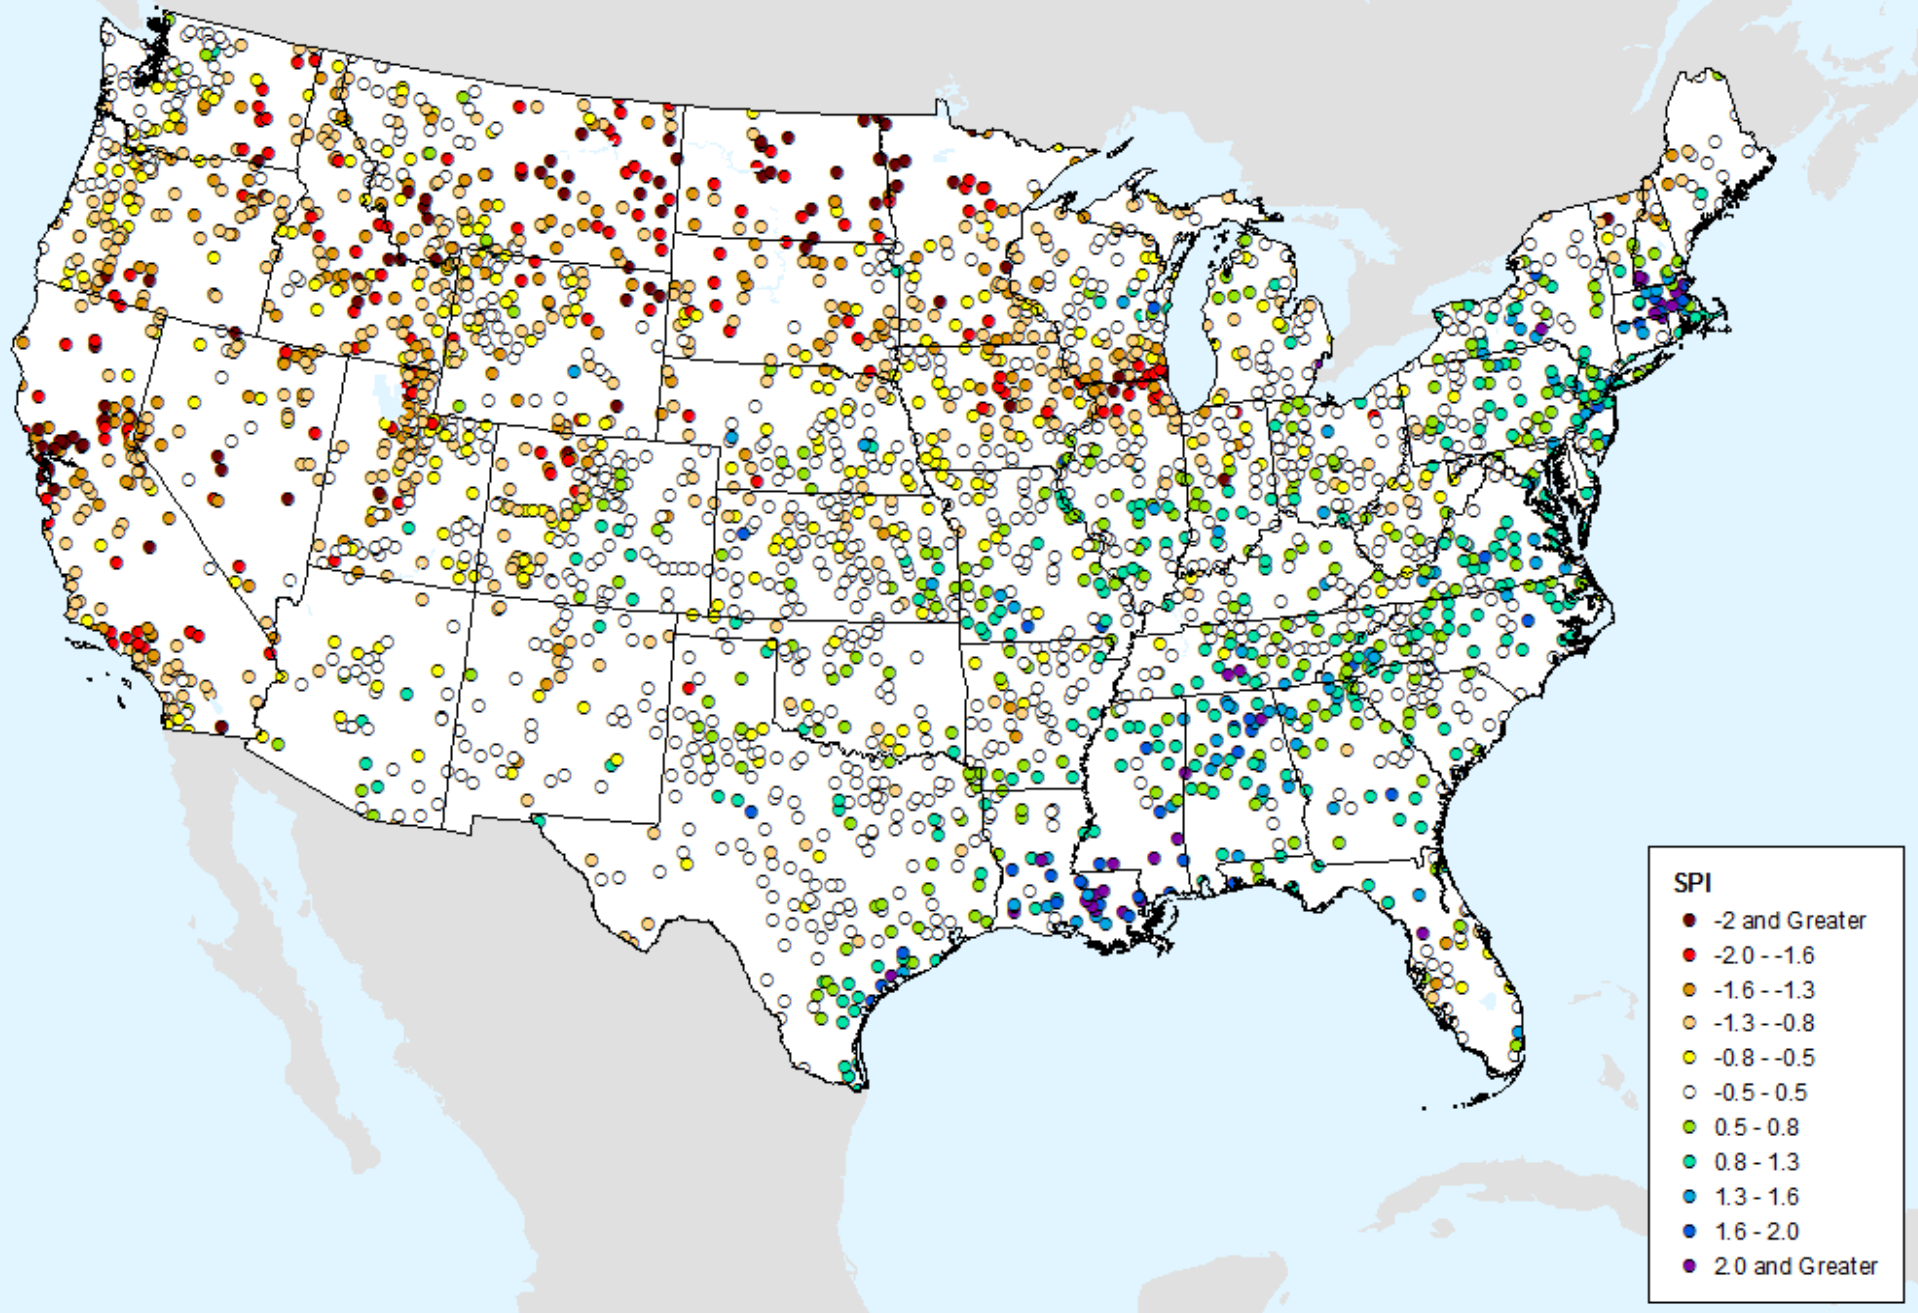 SPI
-2 and Greater
-2.0 - -1.6
-1.6 - -1.3
-1.3 - -0.8
-0.8 - -0.5
-0.5 - 0.5
0.5 - 0.8
0.8 - 1.3
1.3 - 1.6
1.6 - 2.0
2.0 and Greater